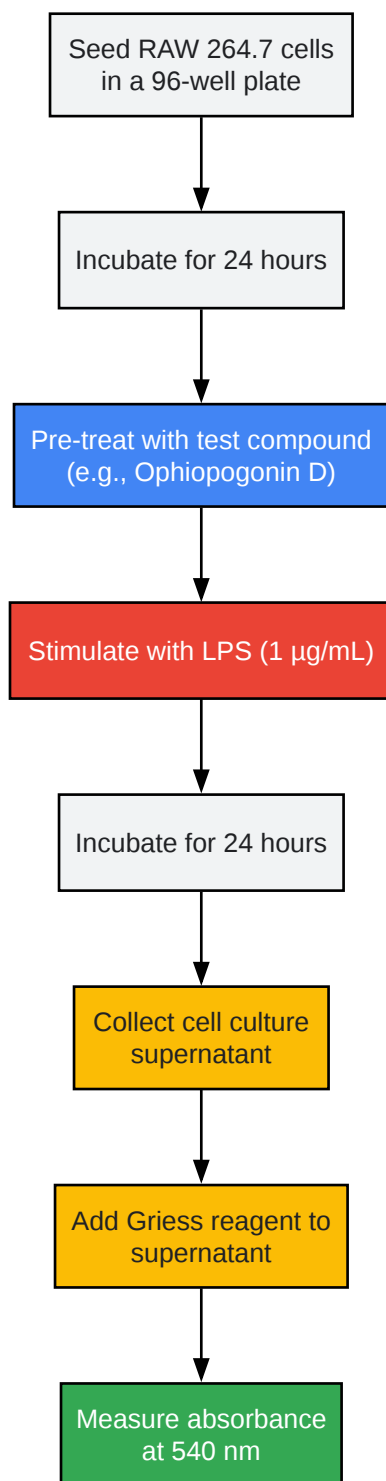 Seed RAW 264.7 cells
in a 96-well plate
Incubate for 24 hours
Pre-treat with test compound
(e.g., Ophiopogonin D)
Stimulate with LPS (1 µg/mL)
Incubate for 24 hours
Collect cell culture
supernatant
Add Griess reagent to
supernatant
Measure absorbance
at 540 nm